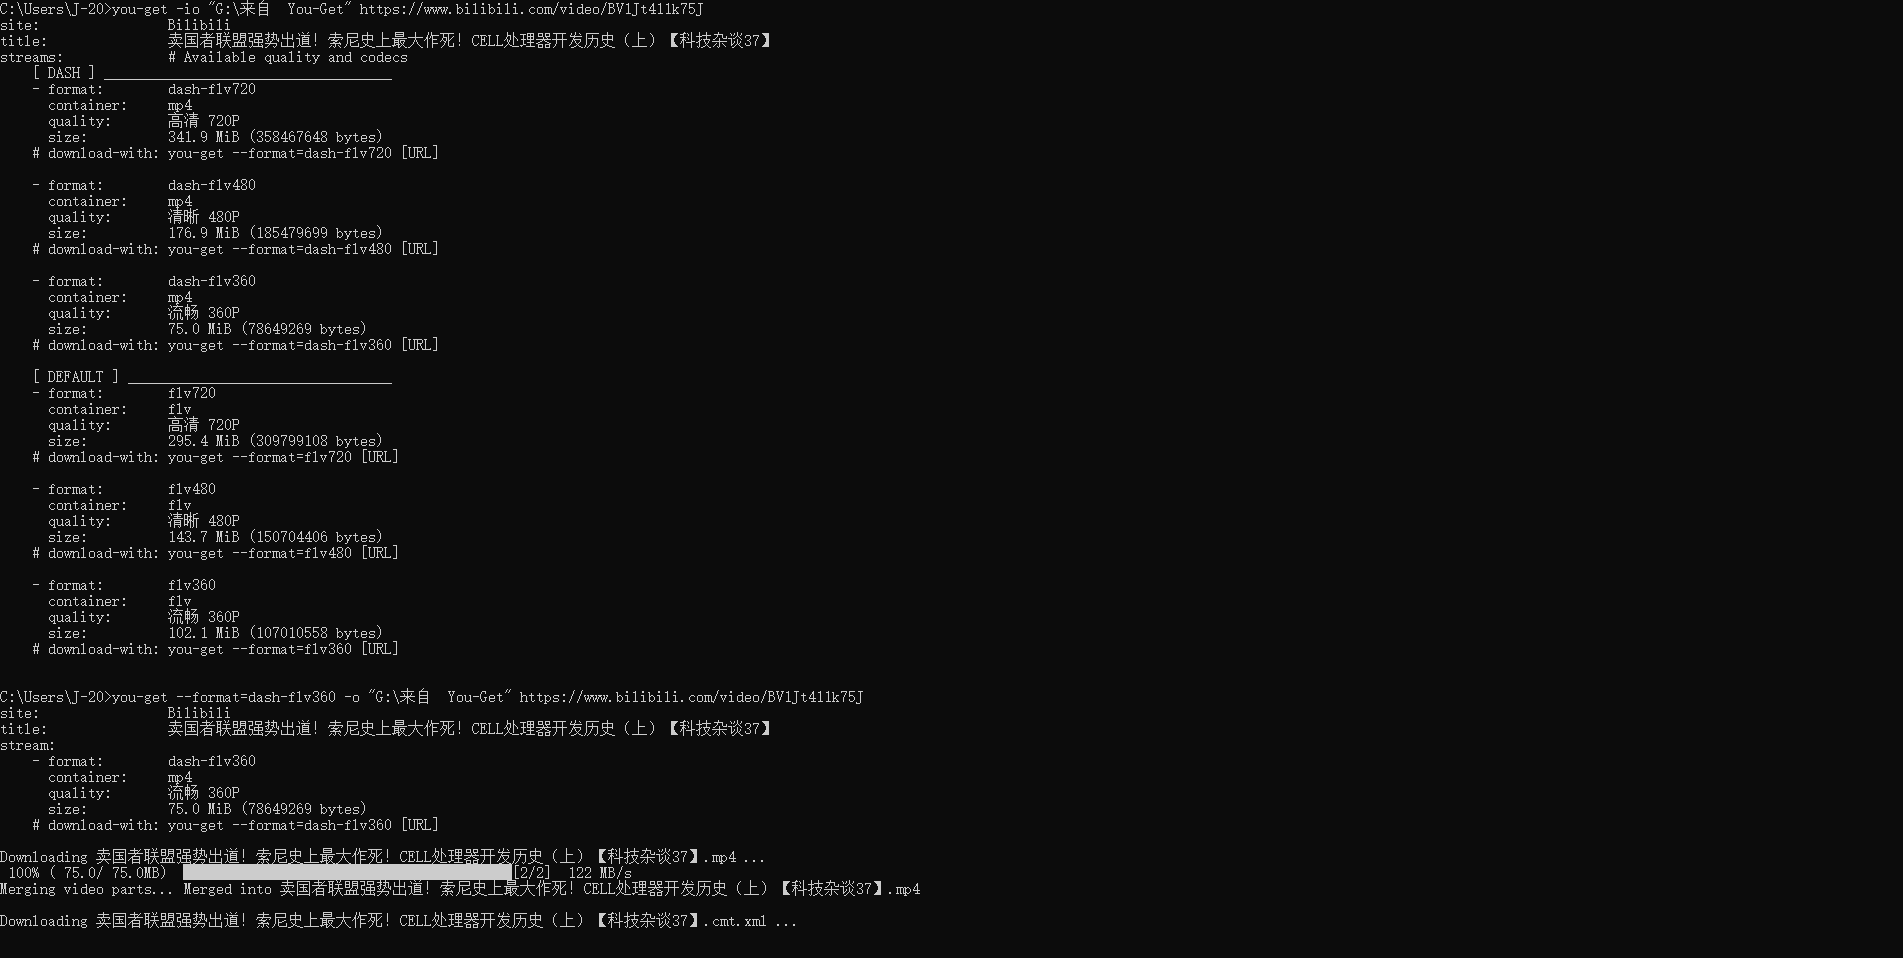 C:\Users\J-20>you-get -io "G:\来自  You-Get" https://www.bilibili.com/video/BV1Jt411k75J
site:                Bilibili
title:               卖国者联盟强势出道！索尼史上最大作死！CELL处理器开发历史（上）【科技杂谈37】
streams:             # Available quality and codecs
    [ DASH ] ____________________________________
    - format:        dash-flv720
      container:     mp4
      quality:       高清 720P
      size:          341.9 MiB (358467648 bytes)
    # download-with: you-get --format=dash-flv720 [URL]

    - format:        dash-flv480
      container:     mp4
      quality:       清晰 480P
      size:          176.9 MiB (185479699 bytes)
    # download-with: you-get --format=dash-flv480 [URL]

    - format:        dash-flv360
      container:     mp4
      quality:       流畅 360P
      size:          75.0 MiB (78649269 bytes)
    # download-with: you-get --format=dash-flv360 [URL]

    [ DEFAULT ] _________________________________
    - format:        flv720
      container:     flv
      quality:       高清 720P
      size:          295.4 MiB (309799108 bytes)
    # download-with: you-get --format=flv720 [URL]

    - format:        flv480
      container:     flv
      quality:       清晰 480P
      size:          143.7 MiB (150704406 bytes)
    # download-with: you-get --format=flv480 [URL]

    - format:        flv360
      container:     flv
      quality:       流畅 360P
      size:          102.1 MiB (107010558 bytes)
    # download-with: you-get --format=flv360 [URL]


C:\Users\J-20>you-get --format=dash-flv360 -o "G:\来自  You-Get" https://www.bilibili.com/video/BV1Jt411k75J
site:                Bilibili
title:               卖国者联盟强势出道！索尼史上最大作死！CELL处理器开发历史（上）【科技杂谈37】
stream:
    - format:        dash-flv360
      container:     mp4
      quality:       流畅 360P
      size:          75.0 MiB (78649269 bytes)
    # download-with: you-get --format=dash-flv360 [URL]

Downloading 卖国者联盟强势出道！索尼史上最大作死！CELL处理器开发历史（上）【科技杂谈37】.mp4 ...
 100% ( 75.0/ 75.0MB) [2/2]  122 MB/s
Merging video parts... Merged into 卖国者联盟强势出道！索尼史上最大作死！CELL处理器开发历史（上）【科技杂谈37】.mp4

Downloading 卖国者联盟强势出道！索尼史上最大作死！CELL处理器开发历史（上）【科技杂谈37】.cmt.xml ...